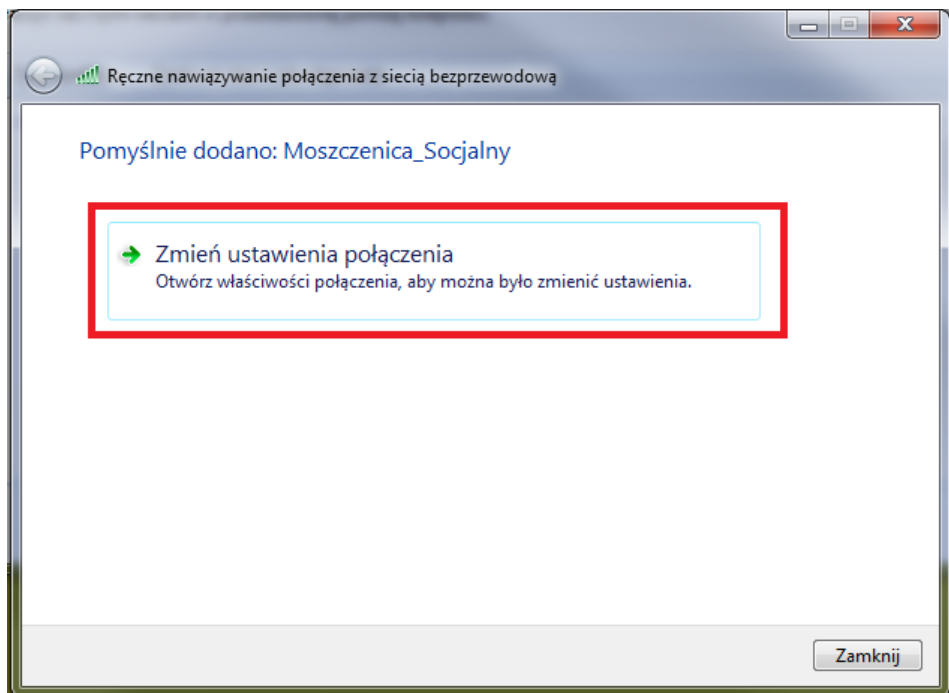 Ręczne nawiązywanie połączenia z siecią bezprzewodową
Pomyślnie dodano: Moszczenica_Socjalny
Zmień ustawienia połączenia
Otwórz właściwości połączenia, aby można było zmienić ustawienia.
Zamknij